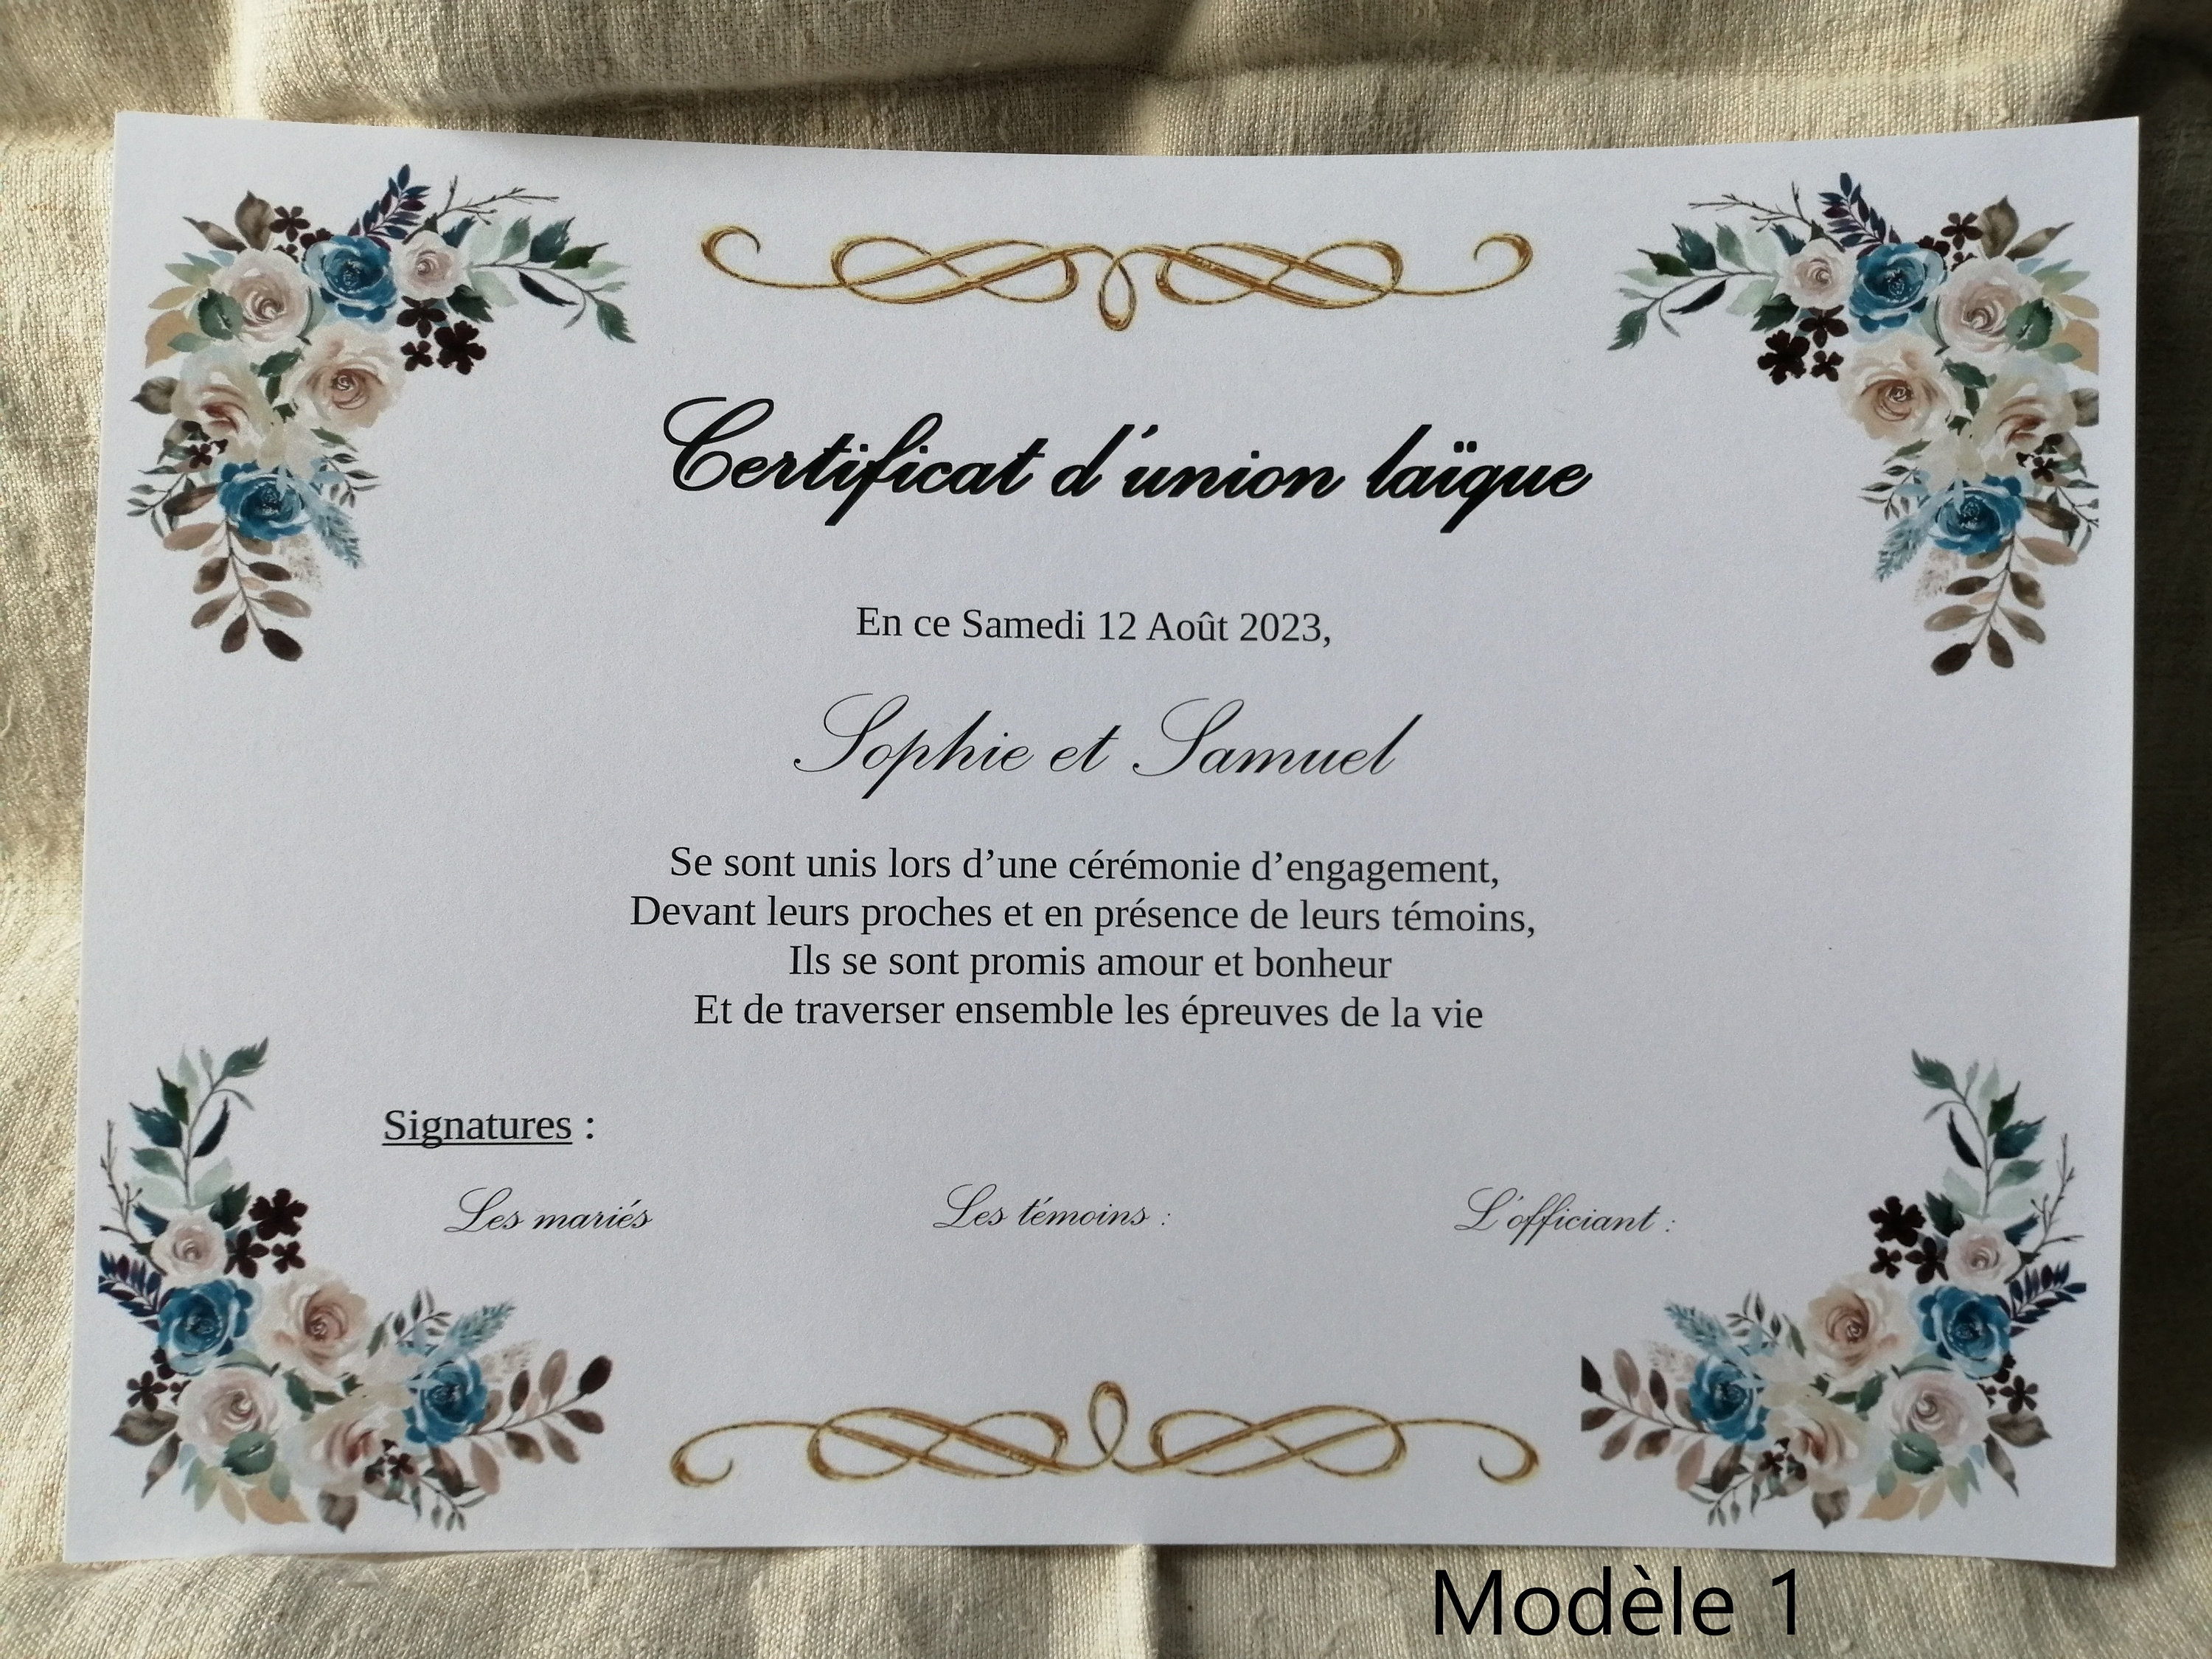 Certificat d'union laïque
En ce Samedi 12 Août 2023,
Sophie et Samuel
Se sont unis lors d’une cérémonie d’engagement,
Devant leurs proches et en présence de leurs témoins,
Ils se sont promis amour et bonheur
Et de traverser ensemble les épreuves de la vie
Signatures :
Les mariés
Les témoins :
L'officiant :
Modèle 1